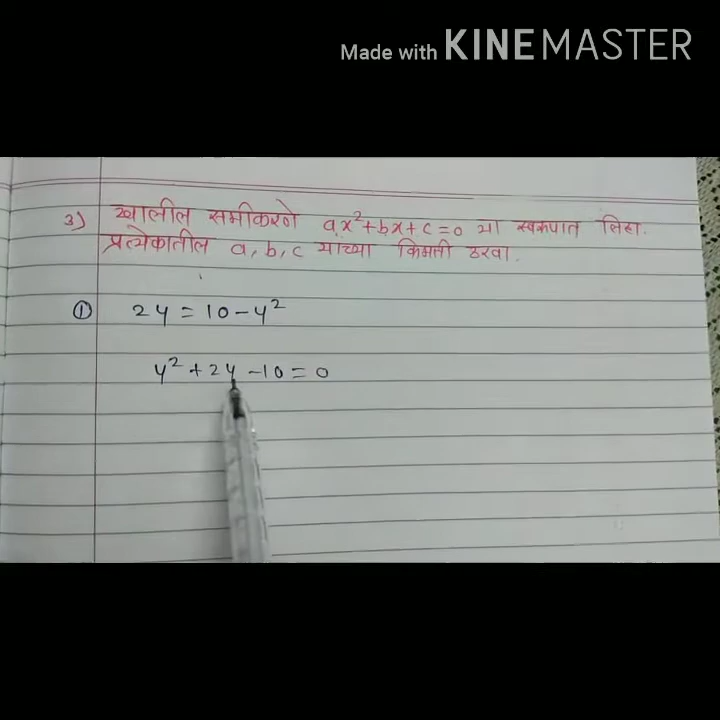 Made with KINEMASTER
3) खालील समीकरणे ax²+bx+c=0 या स्वरूपात लिहा.
प्रत्येकातील a, b, c यांच्या किंमती ठरवा.
① 2y = 10 - y²
y² + 2y - 10 = 0